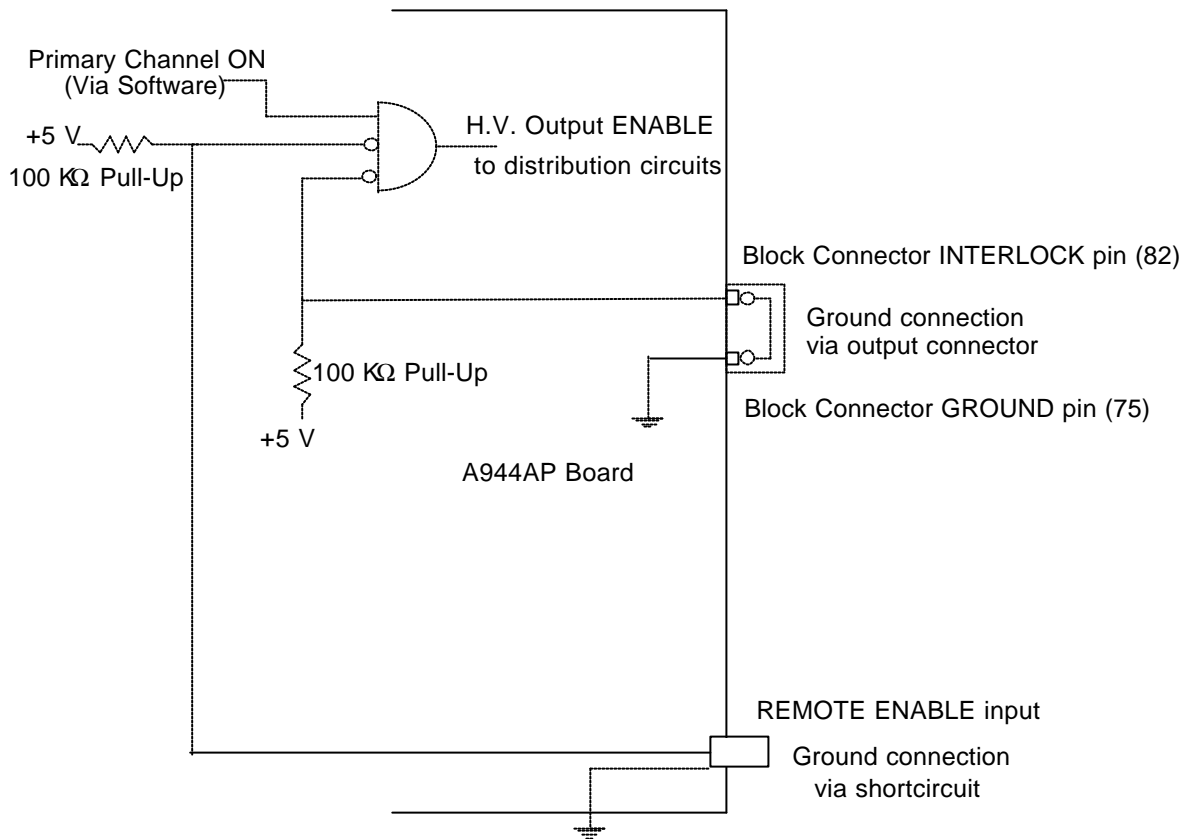 Primary Channel ON
(Via Software)
+5 V
100 KΩ Pull-Up
H.V. Output ENABLE
to distribution circuits
Block Connector INTERLOCK pin (82)
Ground connection
via output connector
100 KΩ Pull-Up
Block Connector GROUND pin (75)
+5 V
A944AP Board
REMOTE ENABLE input
Ground connection
via shortcircuit